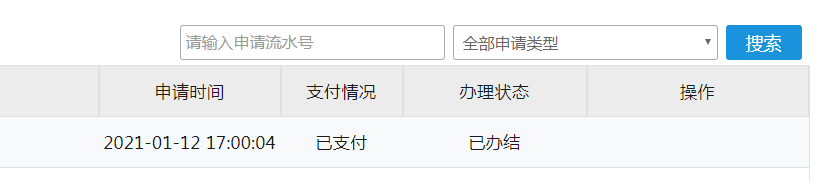 请输入申请流水号 全部申请类型 搜索
申请时间 支付情况 办理状态 操作
2021-01-12 17:00:04 已支付 已办结